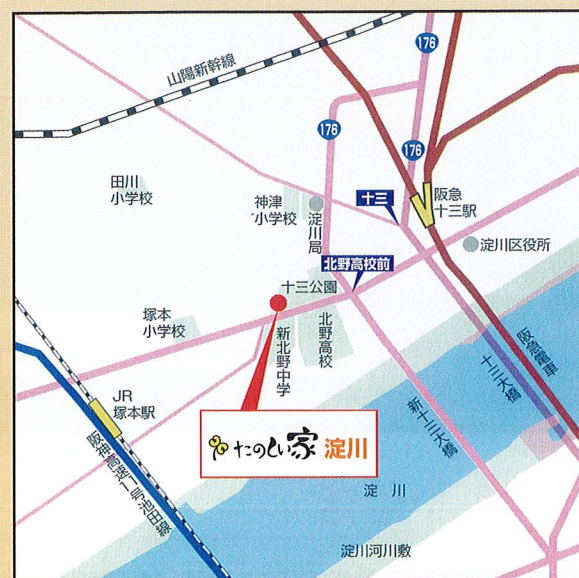 山陽新幹線
176
176
176
田川
小学校
神津
小学校
淀川局
十三
阪急
十三駅
淀川区役所
北野高校前
十三公園
塚本
小学校
新北野中学
北野高校
JR
塚本駅
阪神高速11号池田線
たのしい家 淀川
新十三大橋
十三大橋
阪急電車
淀川
淀川河川敷